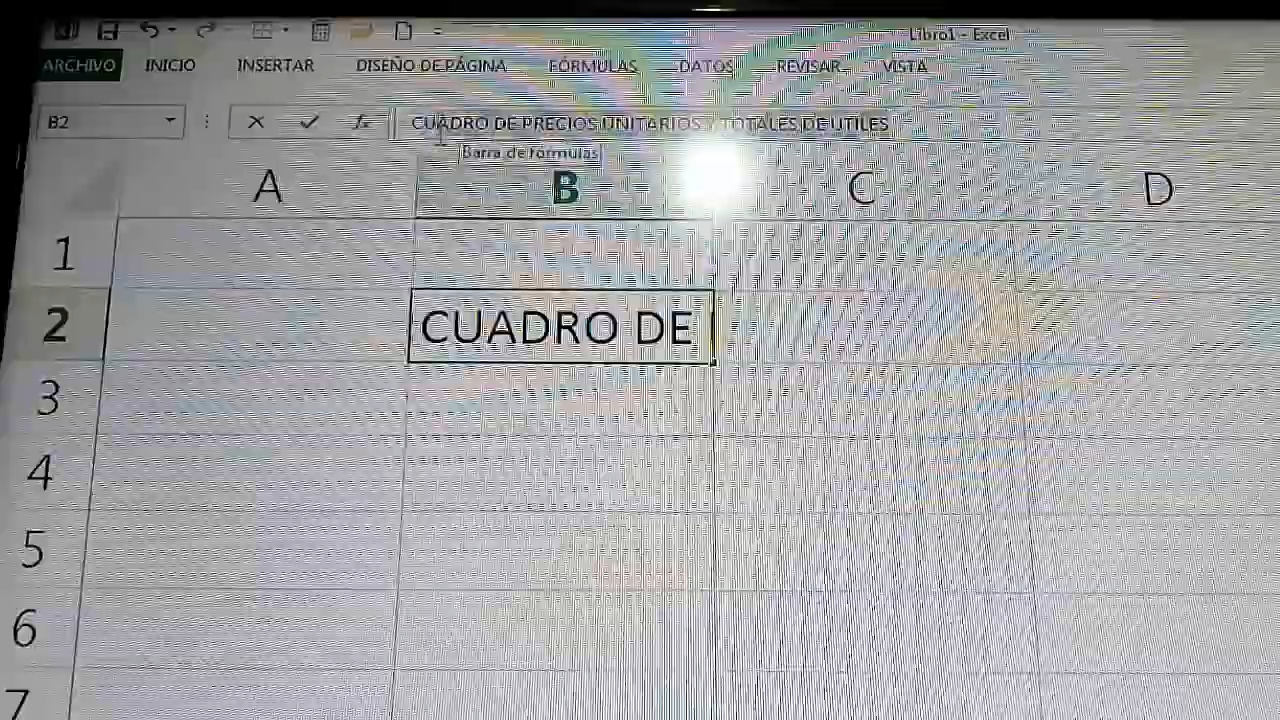 Libro1 - Excel
ARCHIVO INICIO INSERTAR DISEÑO DE PÁGINA FÓRMULAS DATOS REVISAR VISTA
B2 fx CUADRO DE PRECIOS UNITARIOS Y TOTALES DE UTILES
Barra de fórmulas
A B C D
1
2 CUADRO DE
3
4
5
6
7